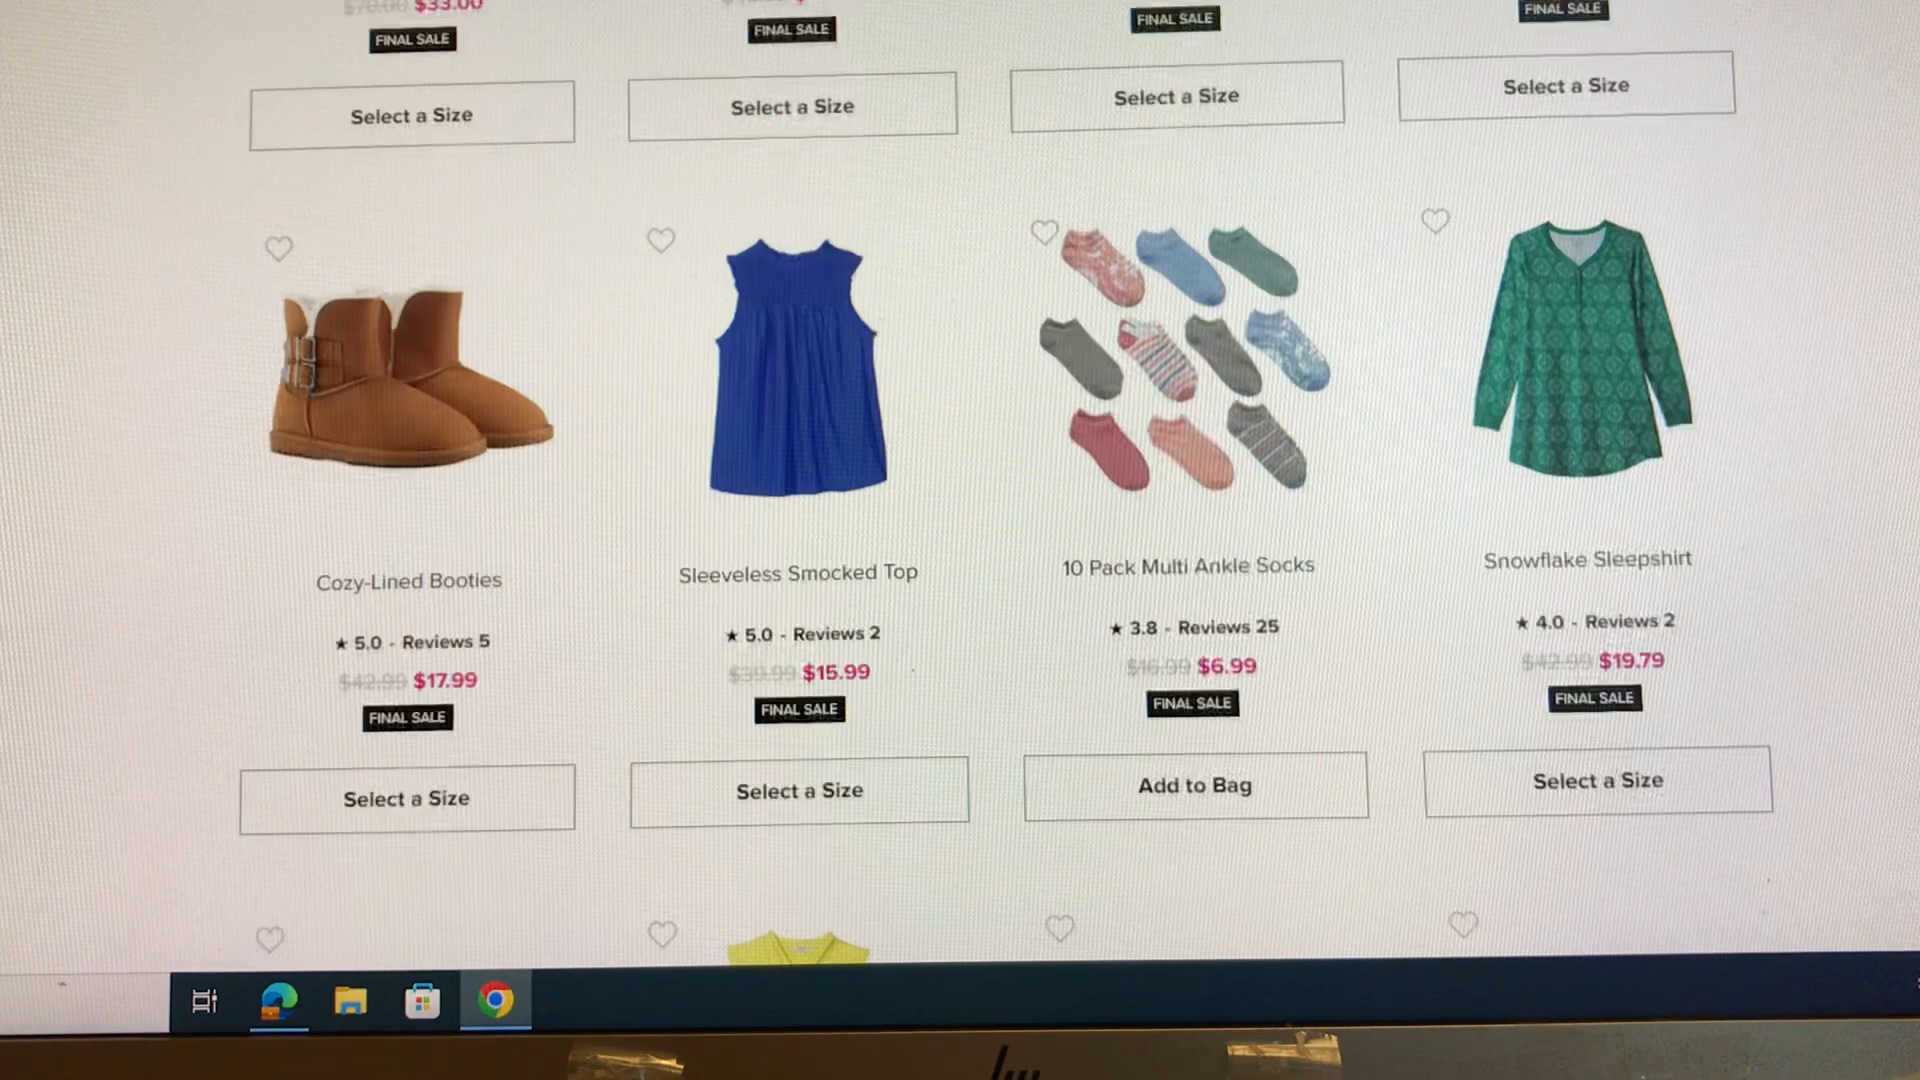 $70.00 $33.00
FINAL SALE
FINAL SALE
FINAL SALE
FINAL SALE
Select a Size
Select a Size
Select a Size
Select a Size
Cozy-Lined Booties
Sleeveless Smocked Top
10 Pack Multi Ankle Socks
Snowflake Sleepshirt
★ 5.0 - Reviews 5
★ 5.0 - Reviews 2
★ 3.8 - Reviews 25
★ 4.0 - Reviews 2
$42.99 $17.99
$39.99 $15.99
$16.99 $6.99
$42.99 $19.79
FINAL SALE
FINAL SALE
FINAL SALE
FINAL SALE
Select a Size
Select a Size
Add to Bag
Select a Size
hp